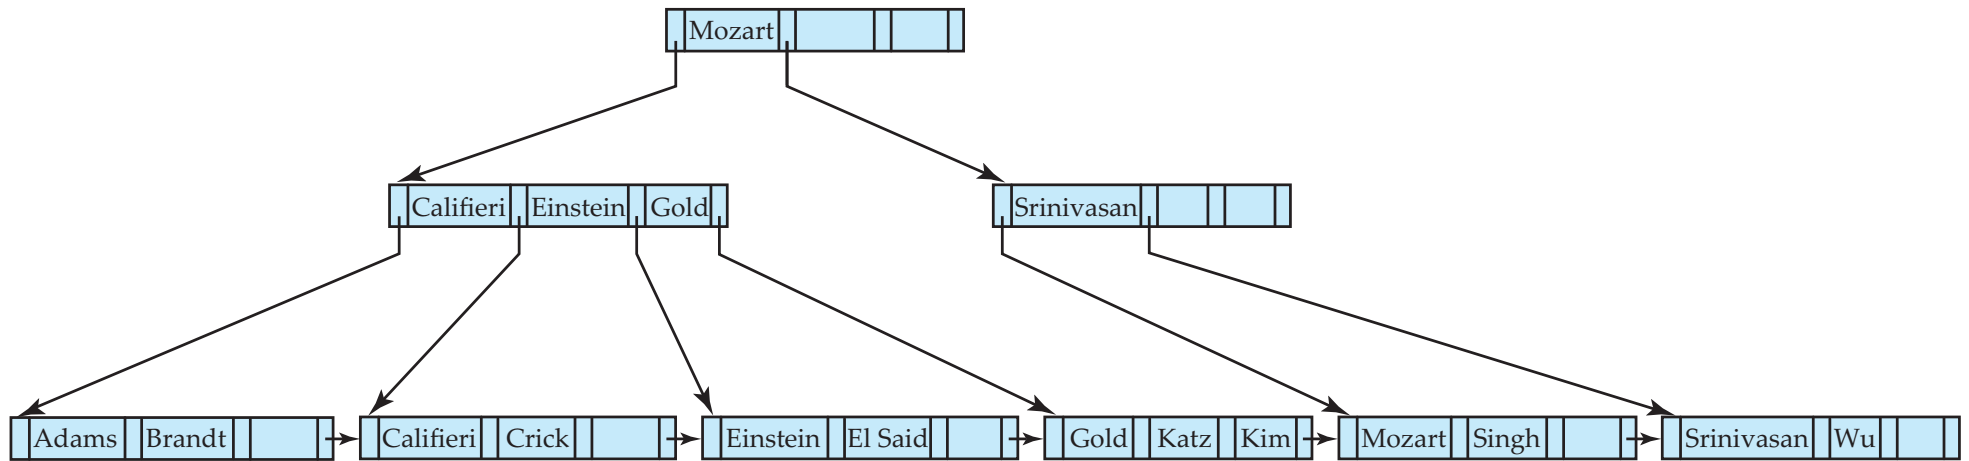 Mozart
Califieri Einstein Gold Srinivasan
Adams Brandt Califieri Crick Einstein El Said Gold Katz Kim Mozart Singh Srinivasan Wu